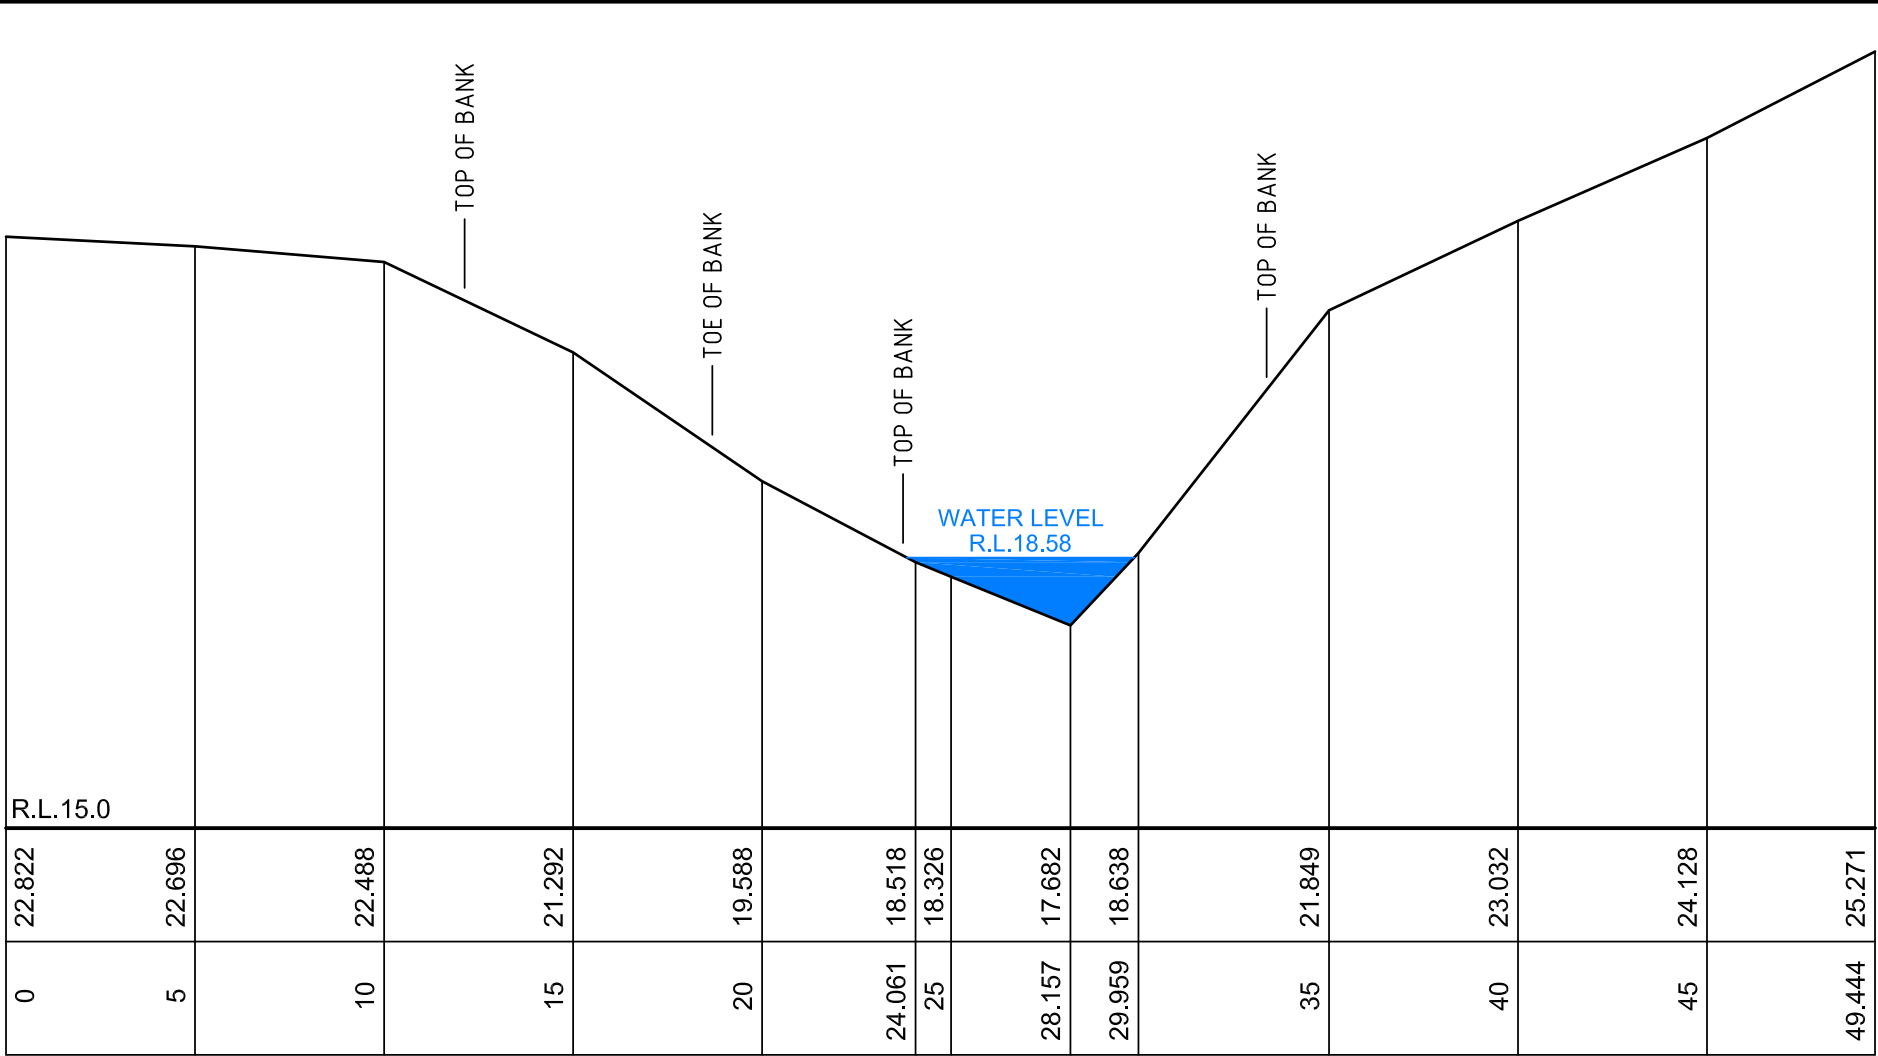 TOP OF BANK
TOE OF BANK
TOP OF BANK
TOP OF BANK
WATER LEVEL
R.L.18.58
R.L.15.0
22.822 22.696 22.488 21.292 19.588 18.518 18.326 17.682 18.638 21.849 23.032 24.128 25.271
0 5 10 15 20 24.061 25 28.157 29.959 35 40 45 49.444